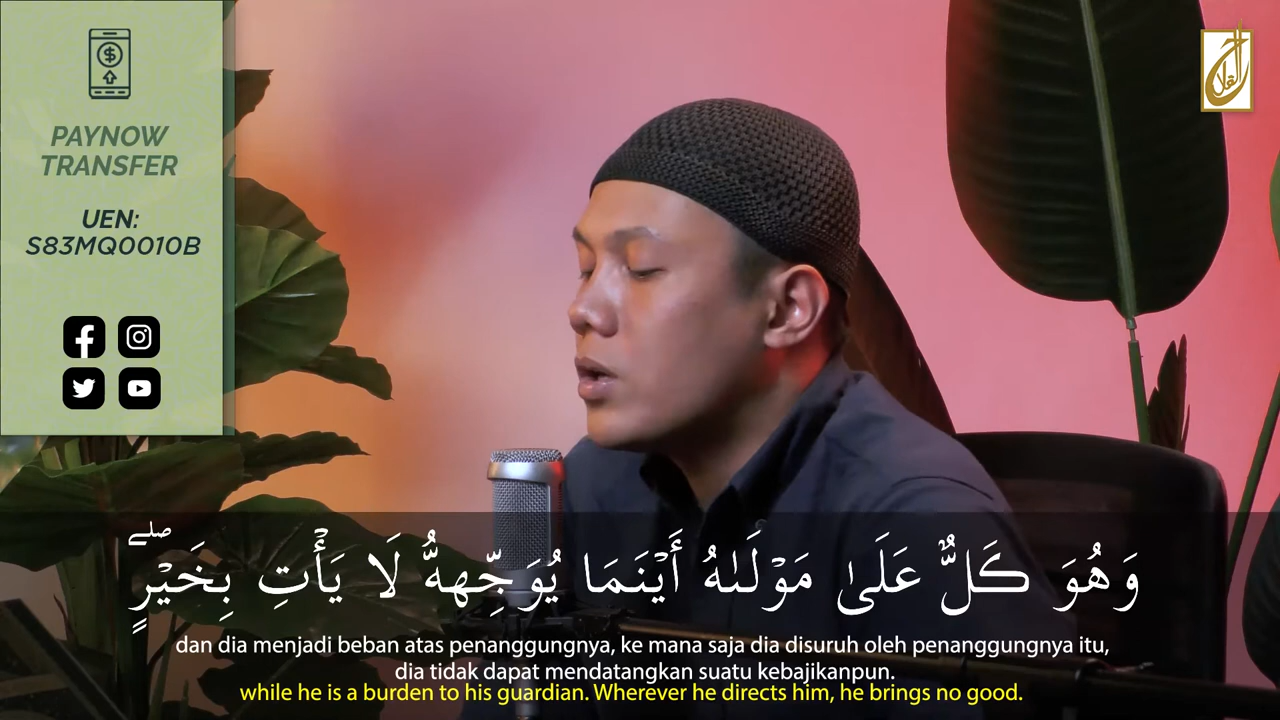 PAYNOW
TRANSFER
UEN:
S83MQ0010B
وَهُوَ كَلٌّ عَلَىٰ مَوْلَىٰهُ أَيْنَمَا يُوَجِّههُّ لَا يَأْتِ بِخَيْرٍۖ
dan dia menjadi beban atas penanggungnya, ke mana saja dia disuruh oleh penanggungnya itu,
dia tidak dapat mendatangkan suatu kebajikanpun.
while he is a burden to his guardian. Wherever he directs him, he brings no good.